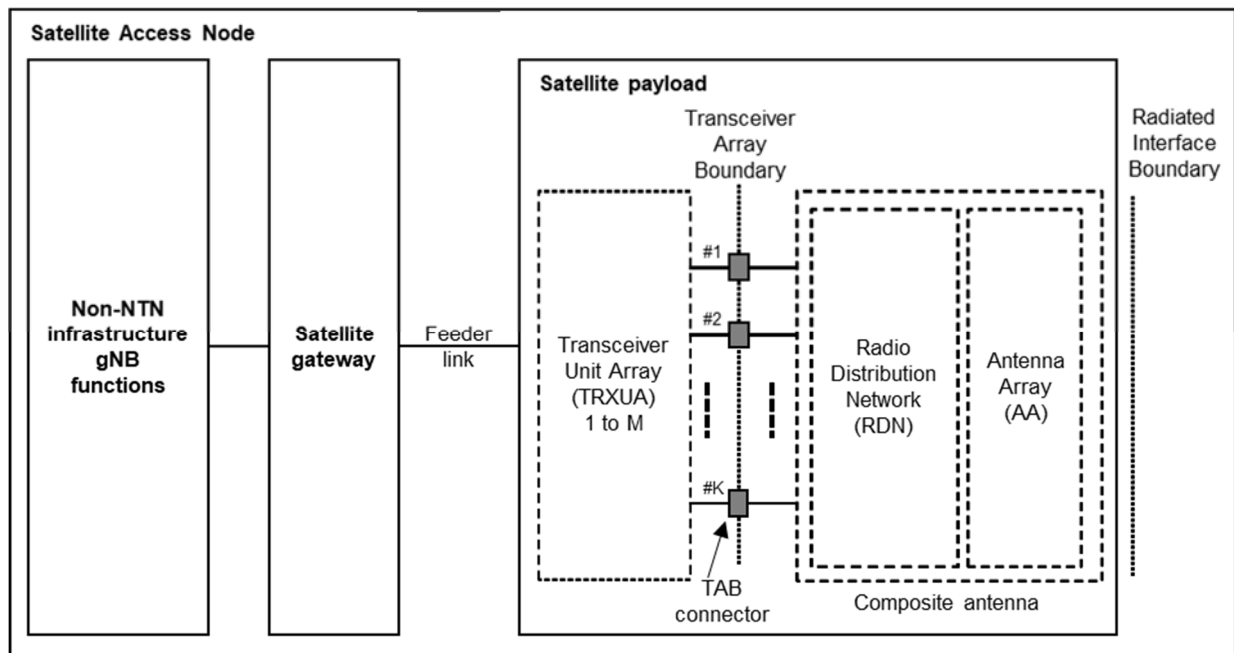 Satellite Access Node
Non-NTN
infrastructure
gNB
functions
Satellite
gateway
Feeder
link
Satellite payload
Transceiver
Array
Boundary
Transceiver
Unit Array
(TRXUA)
1 to M
#1
#2
#K
TAB
connector
Radio
Distribution
Network
(RDN)
Antenna
Array
(AA)
Composite antenna
Radiated
Interface
Boundary